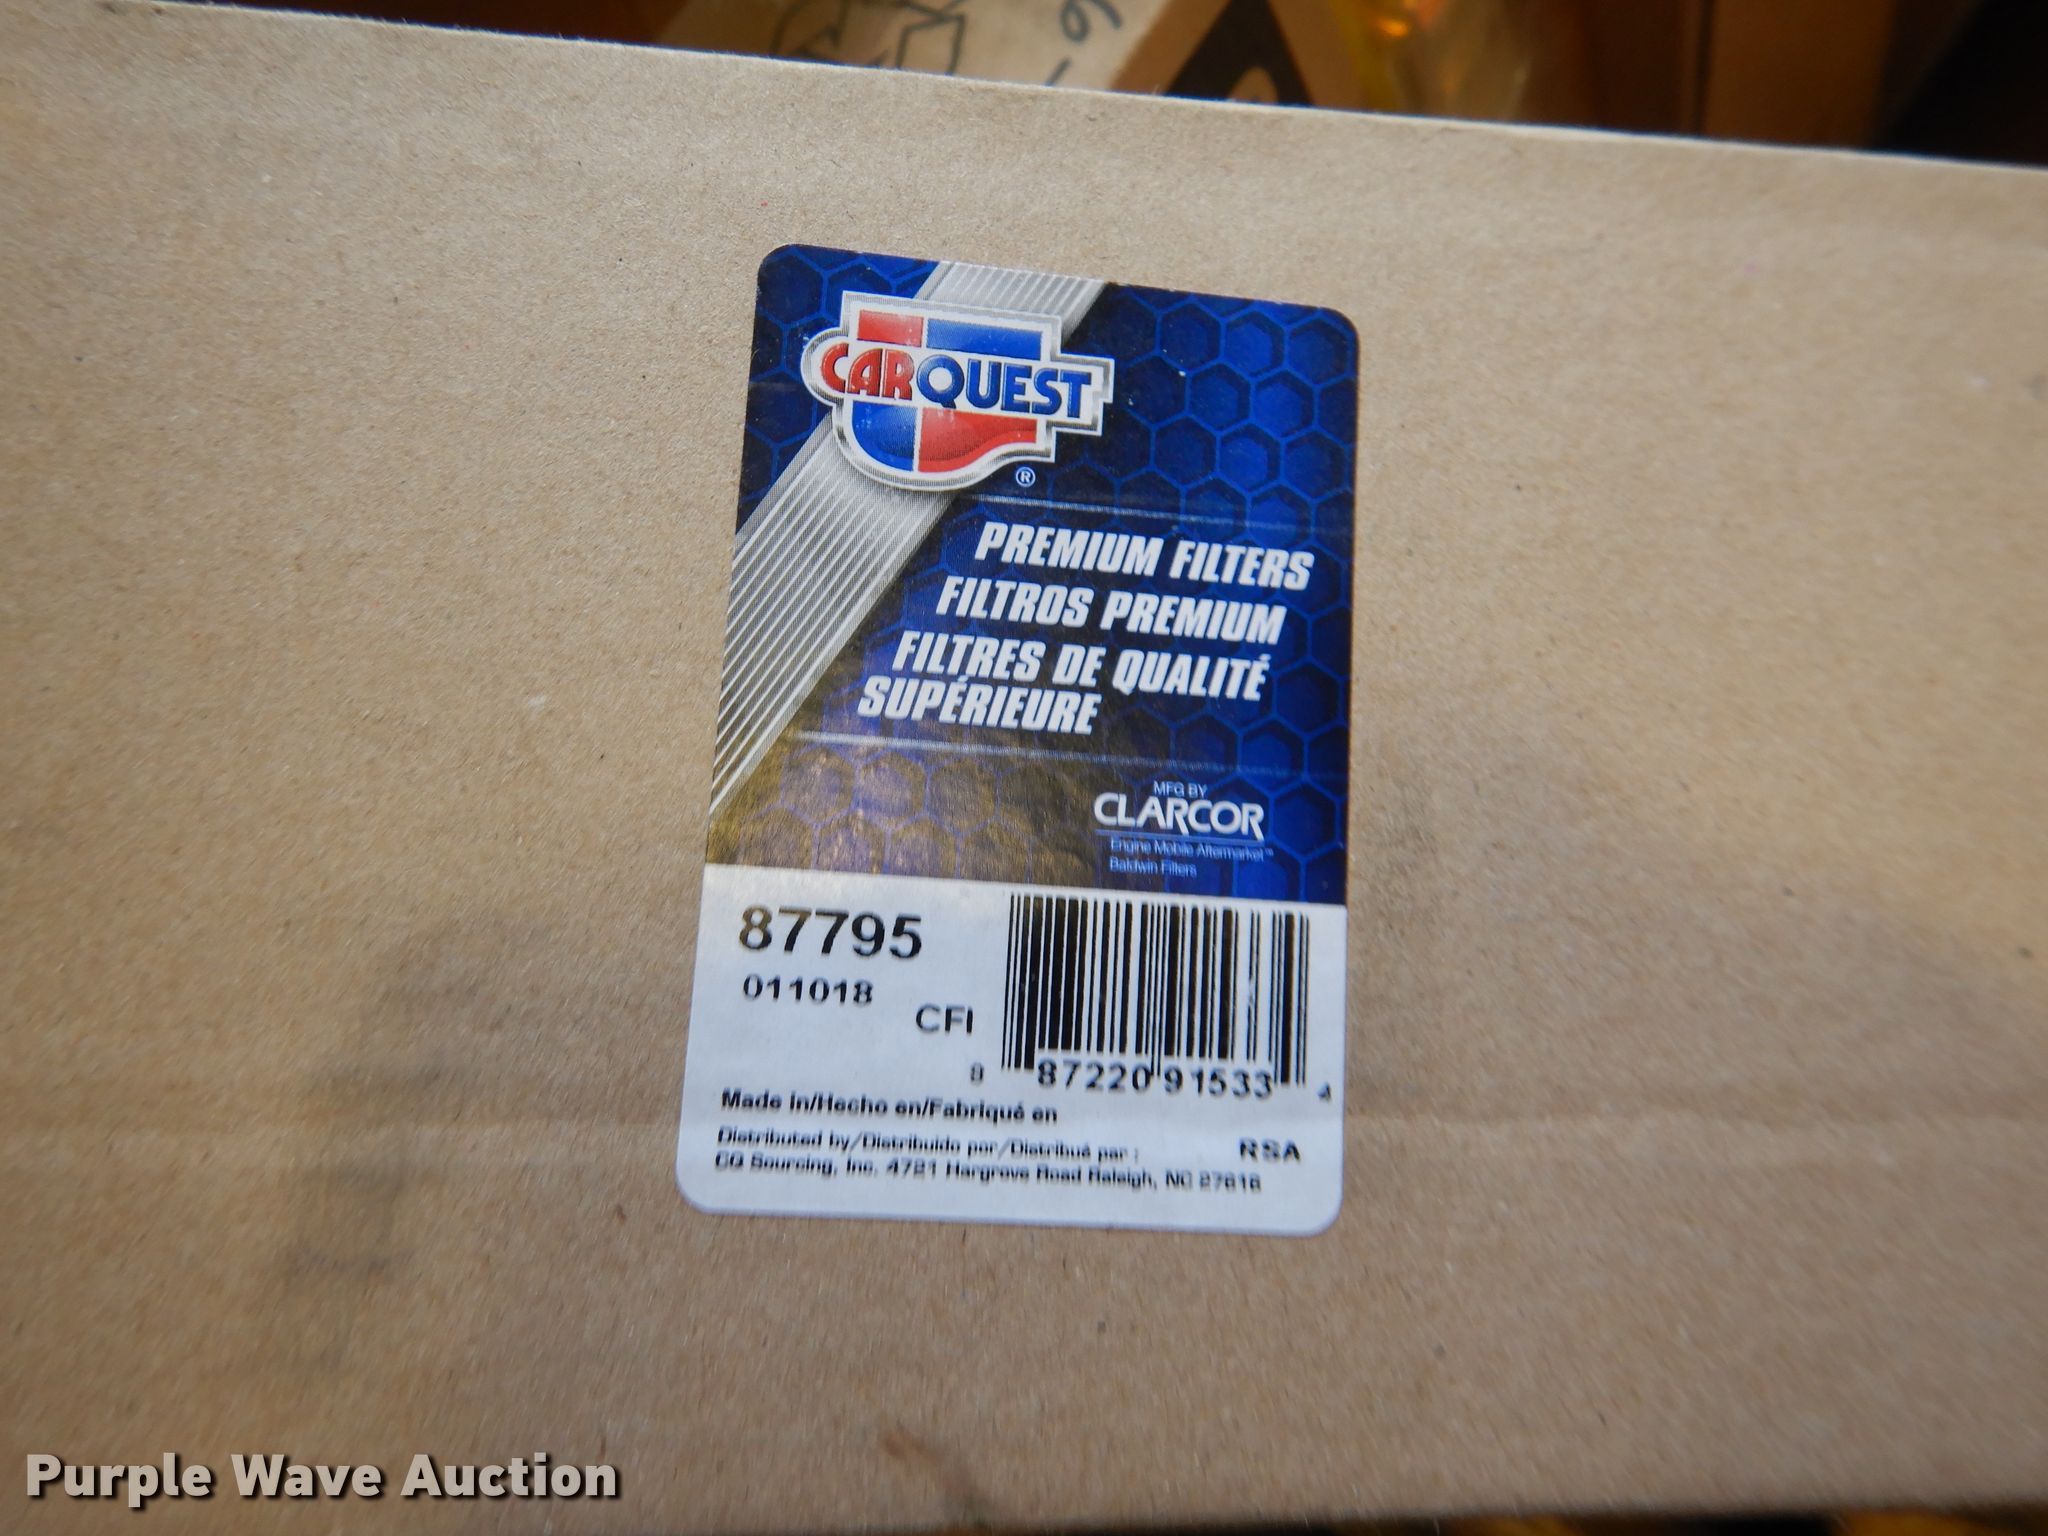 CARQUEST
®
PREMIUM FILTERS
FILTROS PREMIUM
FILTRES DE QUALITÉ
SUPÉRIEURE
MFG BY
CLARCOR
Engine Mobile Aftermarket™
Baldwin Filters
87795
011018
CFI
8 87220 91533 4
Made in/Hecho en/Fabriqué en
RSA
Distributed by/Distribuido por/Distribué par :
CQ Sourcing, Inc. 4721 Hargrove Road Raleigh, NC 27616
Purple Wave Auction